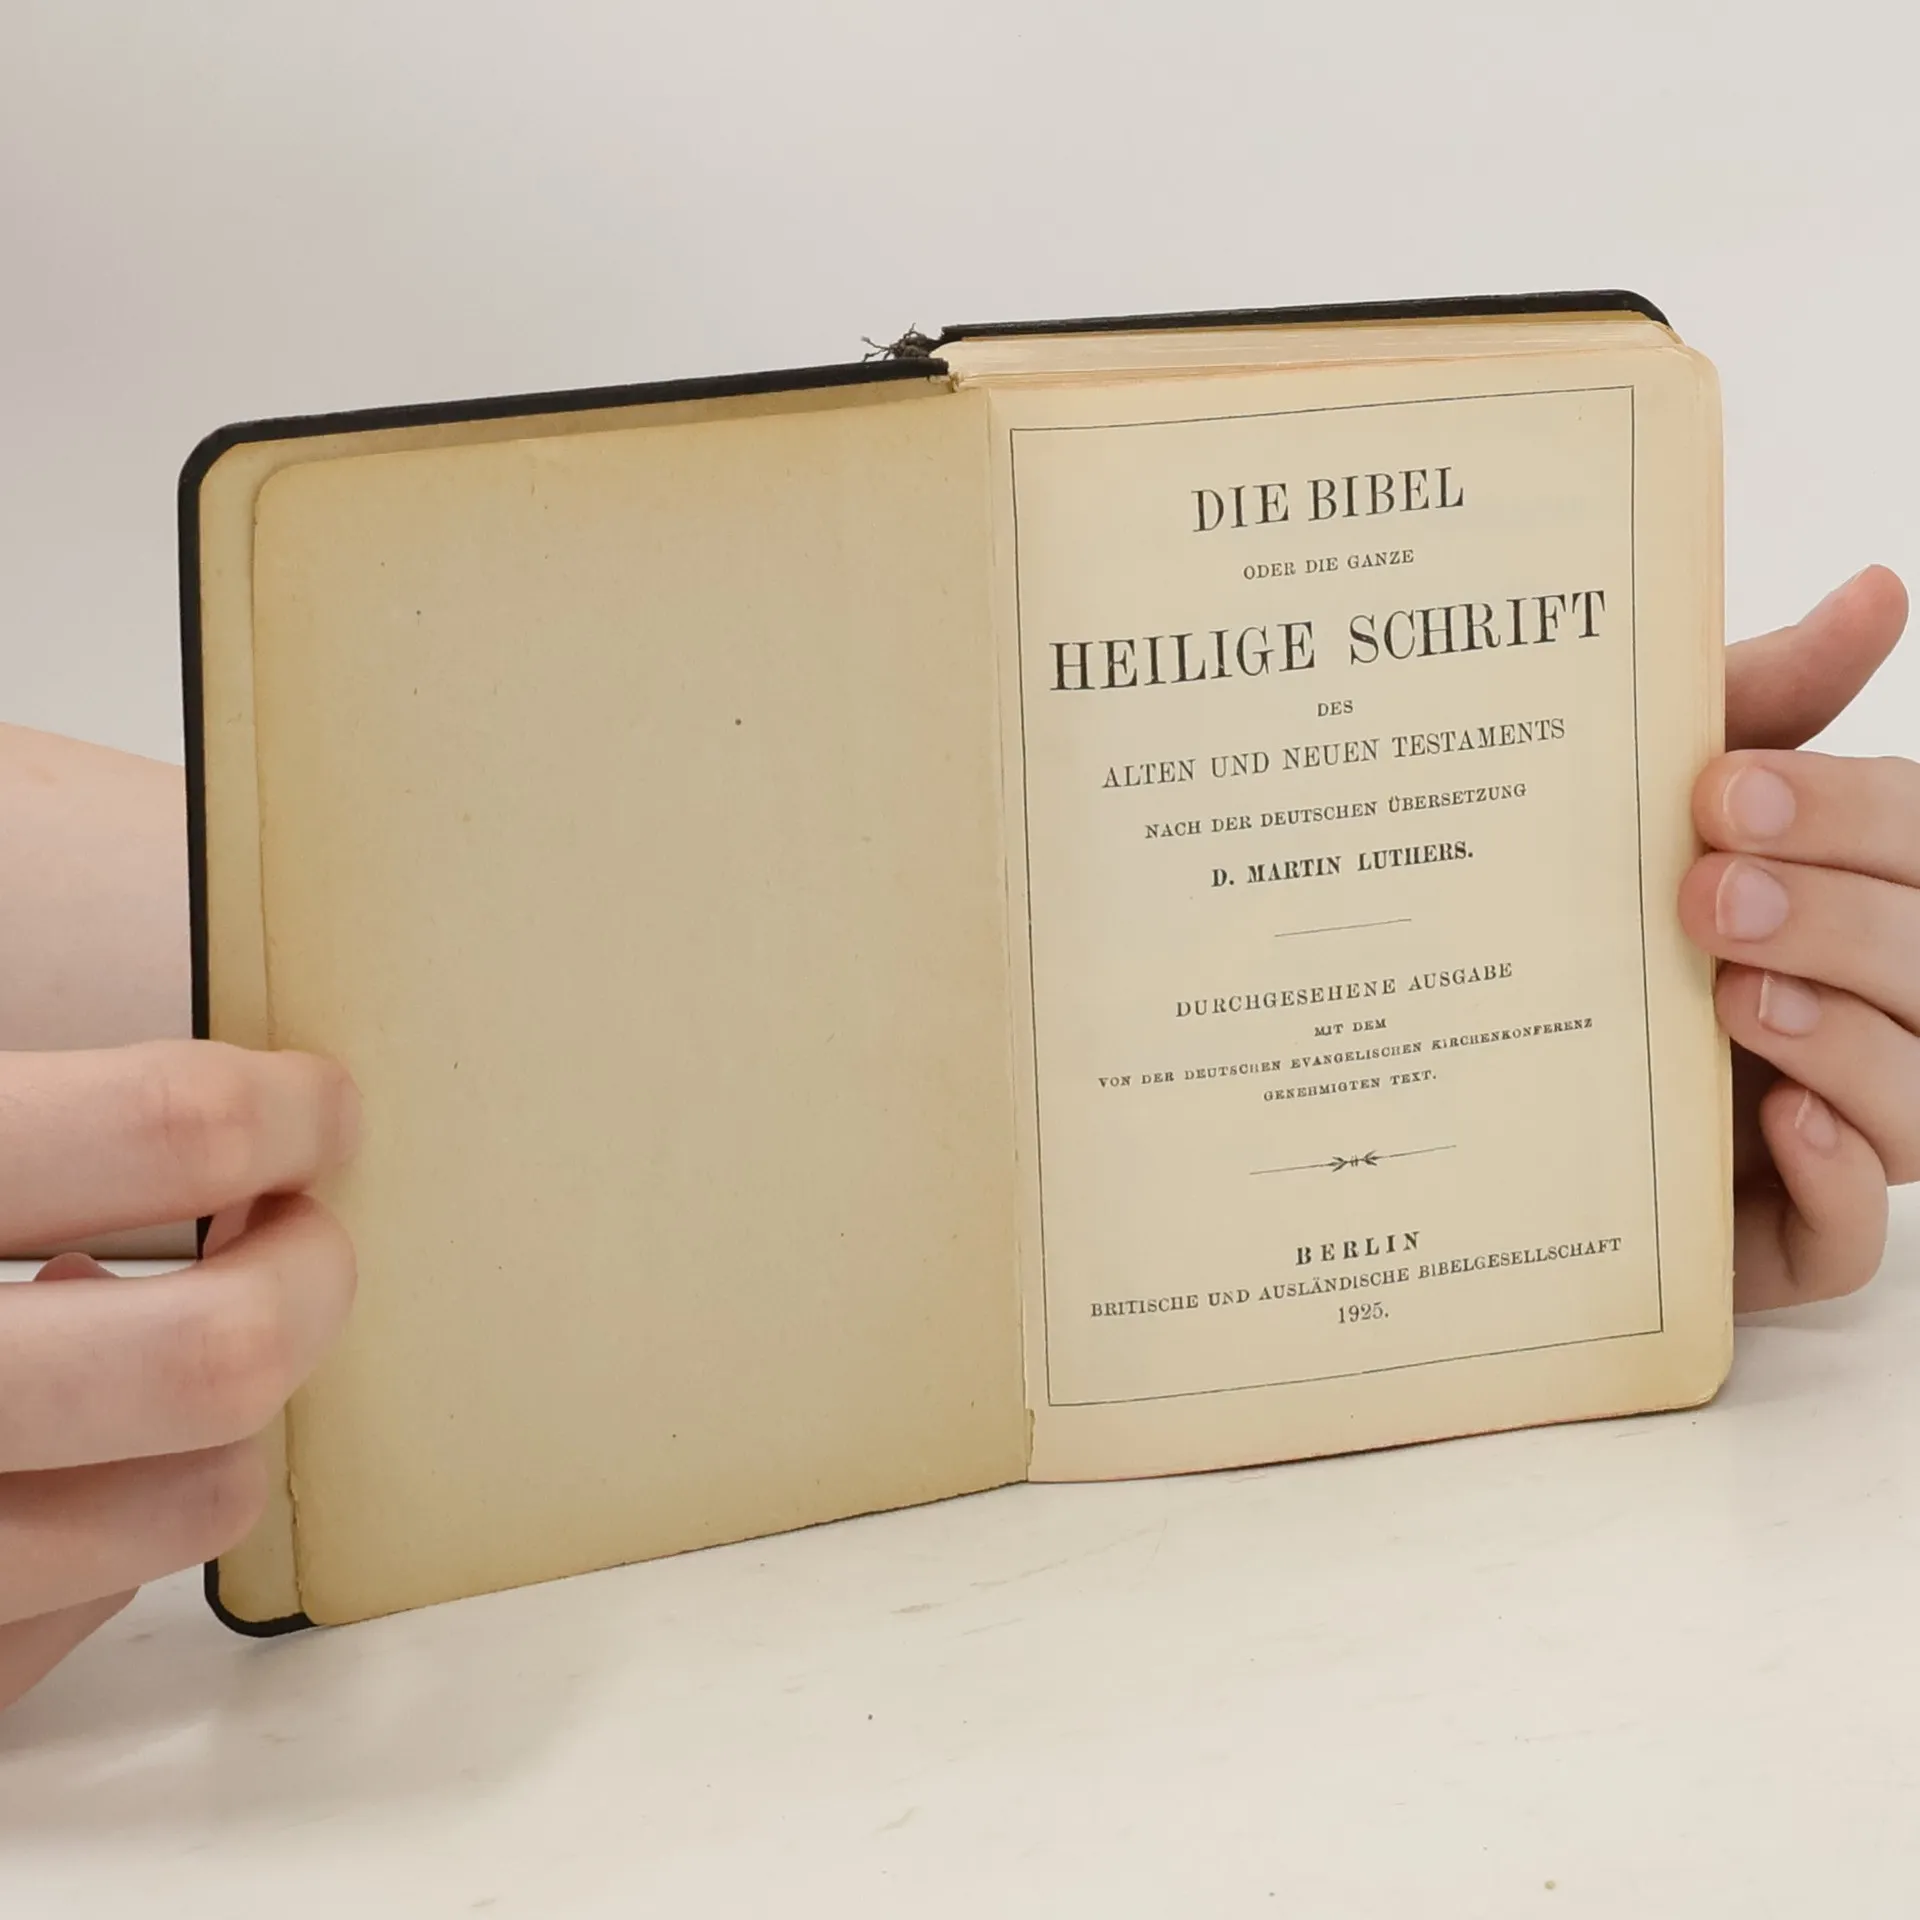 DIE BIBEL
ODER DIE GANZE
HEILIGE SCHRIFT
DES
ALTEN UND NEUEN TESTAMENTS
NACH DER DEUTSCHEN ÜBERSETZUNG
D. MARTIN LUTHERS.
DURCHGESEHENE AUSGABE
MIT DEM
VON DER DEUTSCHEN EVANGELISCHEN KIRCHENKONFERENZ
GENEHMIGTEN TEXT.
BERLIN
BRITISCHE UND AUSLÄNDISCHE BIBELGESELLSCHAFT
1925.